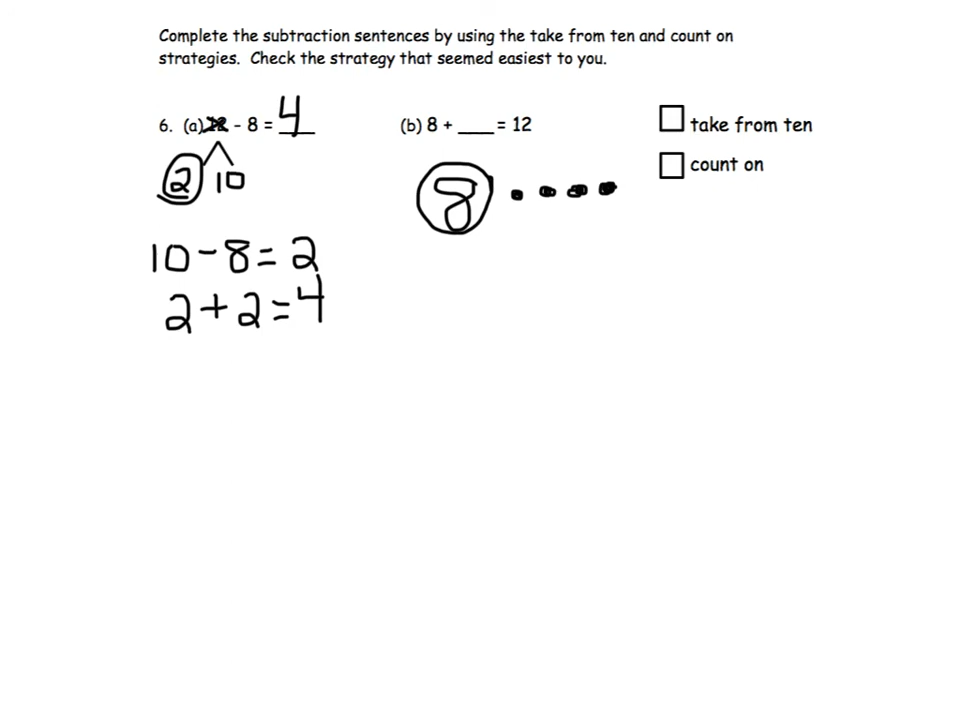 Complete the subtraction sentences by using the take from ten and count on
strategies. Check the strategy that seemed easiest to you.
6. (a) 12 - 8 = 4
(b) 8 + ____ = 12
take from ten
count on
2 10
8
10 - 8 = 2
2 + 2 = 4